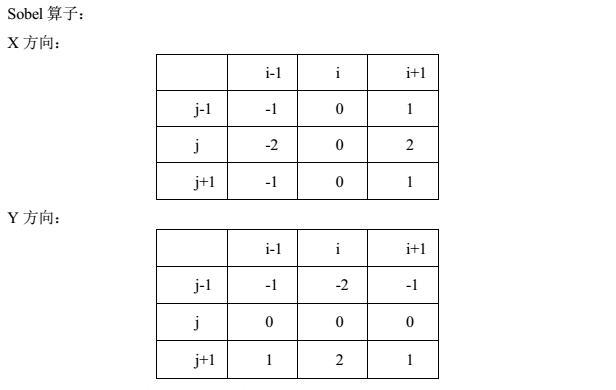 Sobel 算子：
X 方向：
i-1 i i+1
j-1 -1 0 1
j -2 0 2
j+1 -1 0 1
Y 方向：
i-1 i i+1
j-1 -1 -2 -1
j 0 0 0
j+1 1 2 1